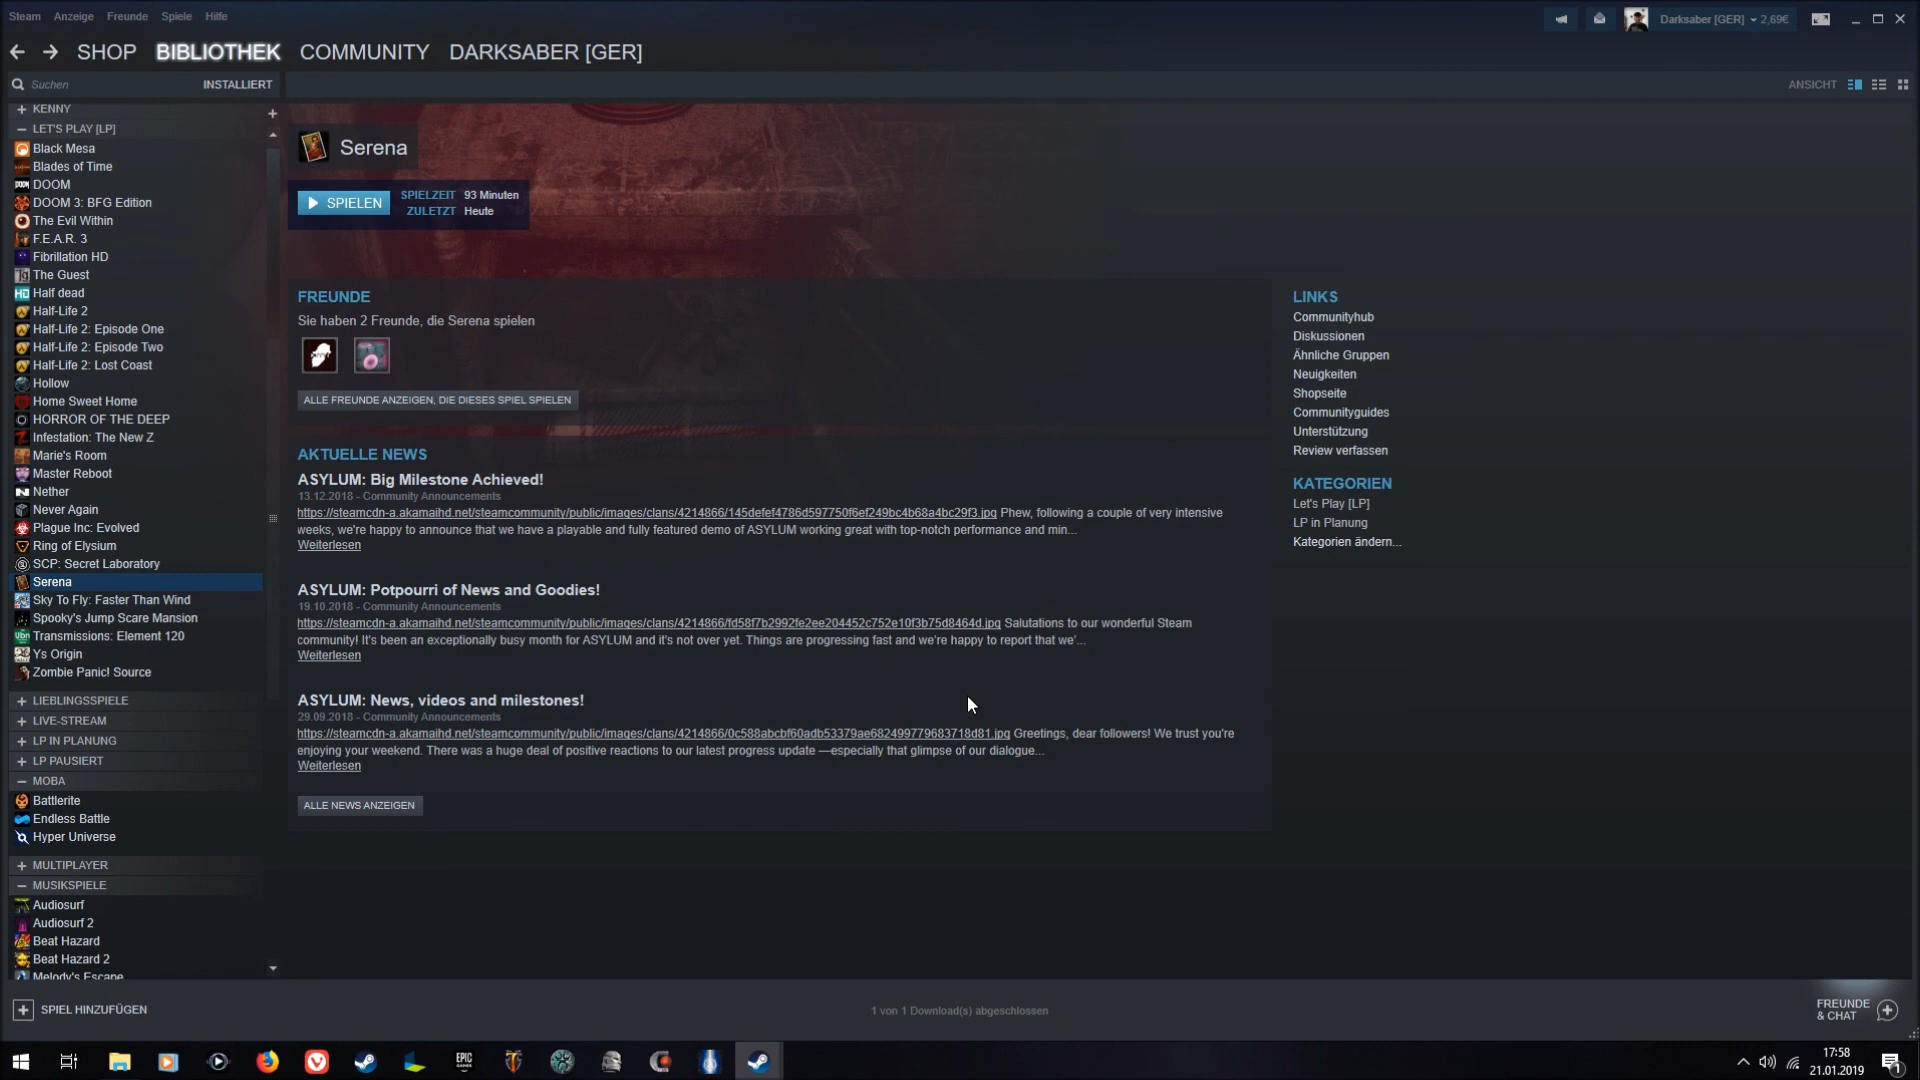 Steam Anzeige Freunde Spiele Hilfe
Darksaber [GER] 2,69€
SHOP BIBLIOTHEK COMMUNITY DARKSABER [GER]
Suchen INSTALLIERT
ANSICHT
KENNY
LET'S PLAY [LP]
Black Mesa
Blades of Time
DOOM
DOOM 3: BFG Edition
The Evil Within
F.E.A.R. 3
Fibrillation HD
The Guest
Half dead
Half-Life 2
Half-Life 2: Episode One
Half-Life 2: Episode Two
Half-Life 2: Lost Coast
Hollow
Home Sweet Home
HORROR OF THE DEEP
Infestation: The New Z
Marie's Room
Master Reboot
Nether
Never Again
Plague Inc: Evolved
Ring of Elysium
SCP: Secret Laboratory
Serena
Sky To Fly: Faster Than Wind
Spooky's Jump Scare Mansion
Transmissions: Element 120
Ys Origin
Zombie Panic! Source
LIEBLINGSSPIELE
LIVE-STREAM
LP IN PLANUNG
LP PAUSIERT
MOBA
Battlerite
Endless Battle
Hyper Universe
MULTIPLAYER
MUSIKSPIELE
Audiosurf
Audiosurf 2
Beat Hazard
Beat Hazard 2
Melody's Escape
Serena
SPIELEN
SPIELZEIT 93 Minuten
ZULETZT Heute
FREUNDE
Sie haben 2 Freunde, die Serena spielen
ALLE FREUNDE ANZEIGEN, DIE DIESES SPIEL SPIELEN
AKTUELLE NEWS
ASYLUM: Big Milestone Achieved!
13.12.2018 - Community Announcements
https://steamcdn-a.akamaihd.net/steamcommunity/public/images/clans/4214866/145defef4786d597750f6ef249bc4b68a4bc29f3.jpg Phew, following a couple of very intensive
weeks, we're happy to announce that we have a playable and fully featured demo of ASYLUM working great with top-notch performance and min...
Weiterlesen
ASYLUM: Potpourri of News and Goodies!
19.10.2018 - Community Announcements
https://steamcdn-a.akamaihd.net/steamcommunity/public/images/clans/4214866/fd58f7b2992fe2ee204452c752e10f3b75d8464d.jpg Salutations to our wonderful Steam
community! It's been an exceptionally busy month for ASYLUM and it's not over yet. Things are progressing fast and we're happy to report that we'...
Weiterlesen
ASYLUM: News, videos and milestones!
29.09.2018 - Community Announcements
https://steamcdn-a.akamaihd.net/steamcommunity/public/images/clans/4214866/0c588abcbf60adb53379ae682499779683718d81.jpg Greetings, dear followers! We trust you're
enjoying your weekend. There was a huge deal of positive reactions to our latest progress update —especially that glimpse of our dialogue...
Weiterlesen
ALLE NEWS ANZEIGEN
LINKS
Communityhub
Diskussionen
Ähnliche Gruppen
Neuigkeiten
Shopseite
Communityguides
Unterstützung
Review verfassen
KATEGORIEN
Let's Play [LP]
LP in Planung
Kategorien ändern...
SPIEL HINZUFÜGEN
1 von 1 Download(s) abgeschlossen
FREUNDE
& CHAT
EPIC
GAMES
17:58
21.01.2019
1